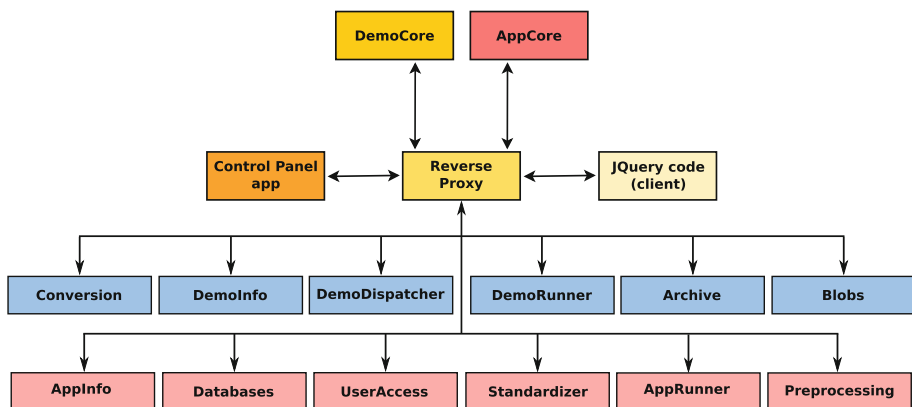 DemoCore
AppCore
Control Panel
app
Reverse
Proxy
JQuery code
(client)
Conversion
DemoInfo
DemoDispatcher
DemoRunner
Archive
Blobs
AppInfo
Databases
UserAccess
Standardizer
AppRunner
Preprocessing